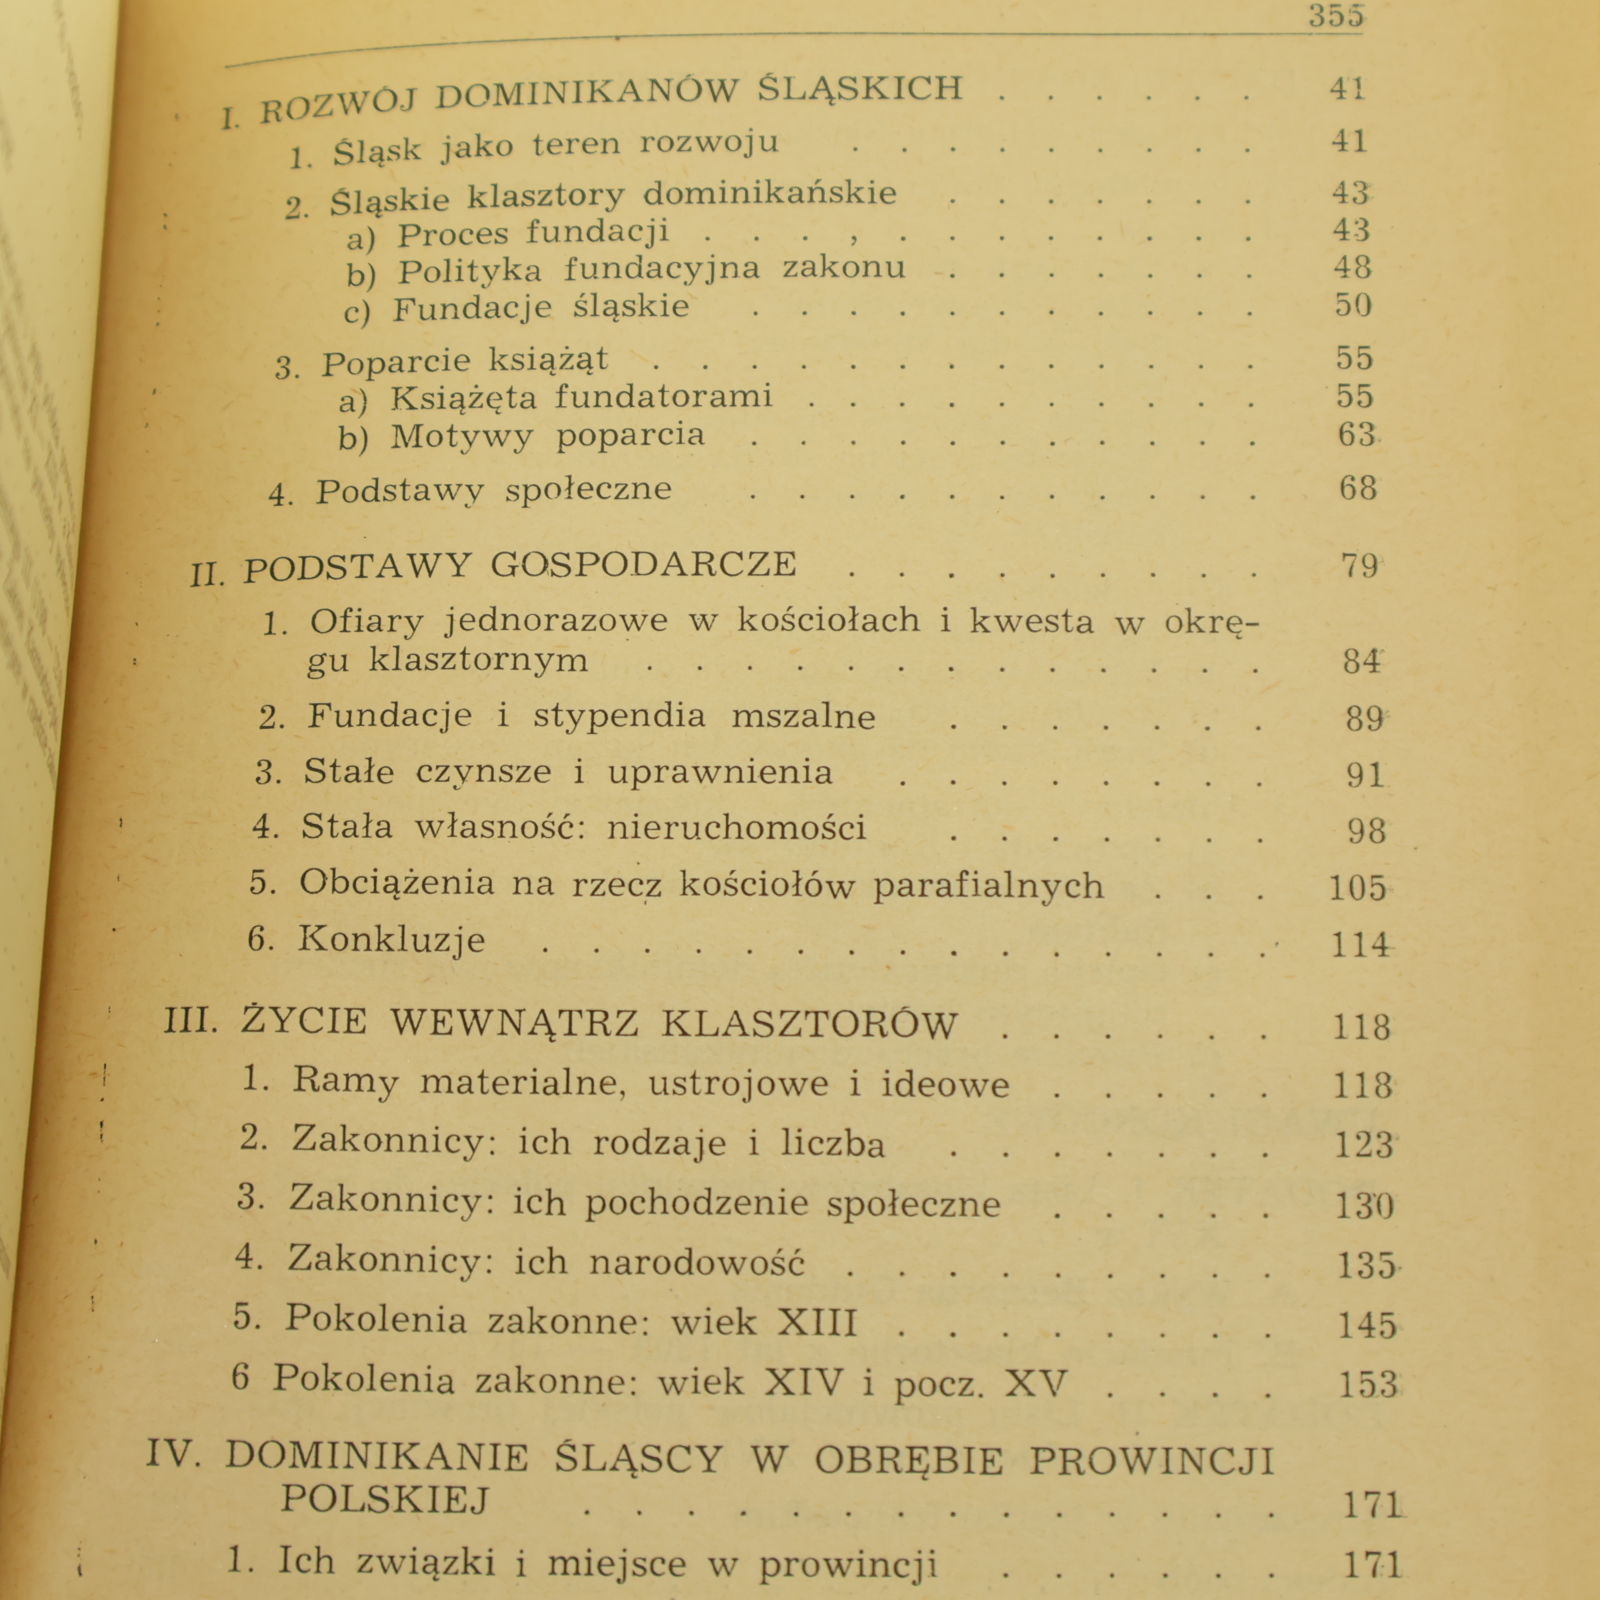 355
I. ROZWÓJ DOMINIKANÓW ŚLĄSKICH . . . . . . 41
1. Śląsk jako teren rozwoju . . . . . . . . . 41
2. Śląskie klasztory dominikańskie . . . . . . . 43
a) Proces fundacji . . . , . . . . . . . . 43
b) Polityka fundacyjna zakonu . . . . . . . 48
c) Fundacje śląskie . . . . . . . . . . . 50
3. Poparcie książąt . . . . . . . . . . . . . 55
a) Książęta fundatorami . . . . . . . . . . 55
b) Motywy poparcia . . . . . . . . . . . 63
4. Podstawy społeczne . . . . . . . . . . . 68
II. PODSTAWY GOSPODARCZE . . . . . . . . . 79
1. Ofiary jednorazowe w kościołach i kwesta w okrę-
gu klasztornym . . . . . . . . . . . . . 84
2. Fundacje i stypendia mszalne . . . . . . . 89
3. Stałe czynsze i uprawnienia . . . . . . . . 91
4. Stała własność: nieruchomości . . . . . . . 98
5. Obciążenia na rzecz kościołów parafialnych . . . 105
6. Konkluzje . . . . . . . . . . . . . . . 114
III. ŻYCIE WEWNĄTRZ KLASZTORÓW . . . . . . 118
1. Ramy materialne, ustrojowe i ideowe . . . . . 118
2. Zakonnicy: ich rodzaje i liczba . . . . . . . 123
3. Zakonnicy: ich pochodzenie społeczne . . . . . 130
4. Zakonnicy: ich narodowość . . . . . . . . . 135
5. Pokolenia zakonne: wiek XIII . . . . . . . . 145
6 Pokolenia zakonne: wiek XIV i pocz. XV . . . . 153
IV. DOMINIKANIE ŚLĄSCY W OBRĘBIE PROWINCJI
POLSKIEJ . . . . . . . . . . . . . . 171
1. Ich związki i miejsce w prowincji . . . . . . 171